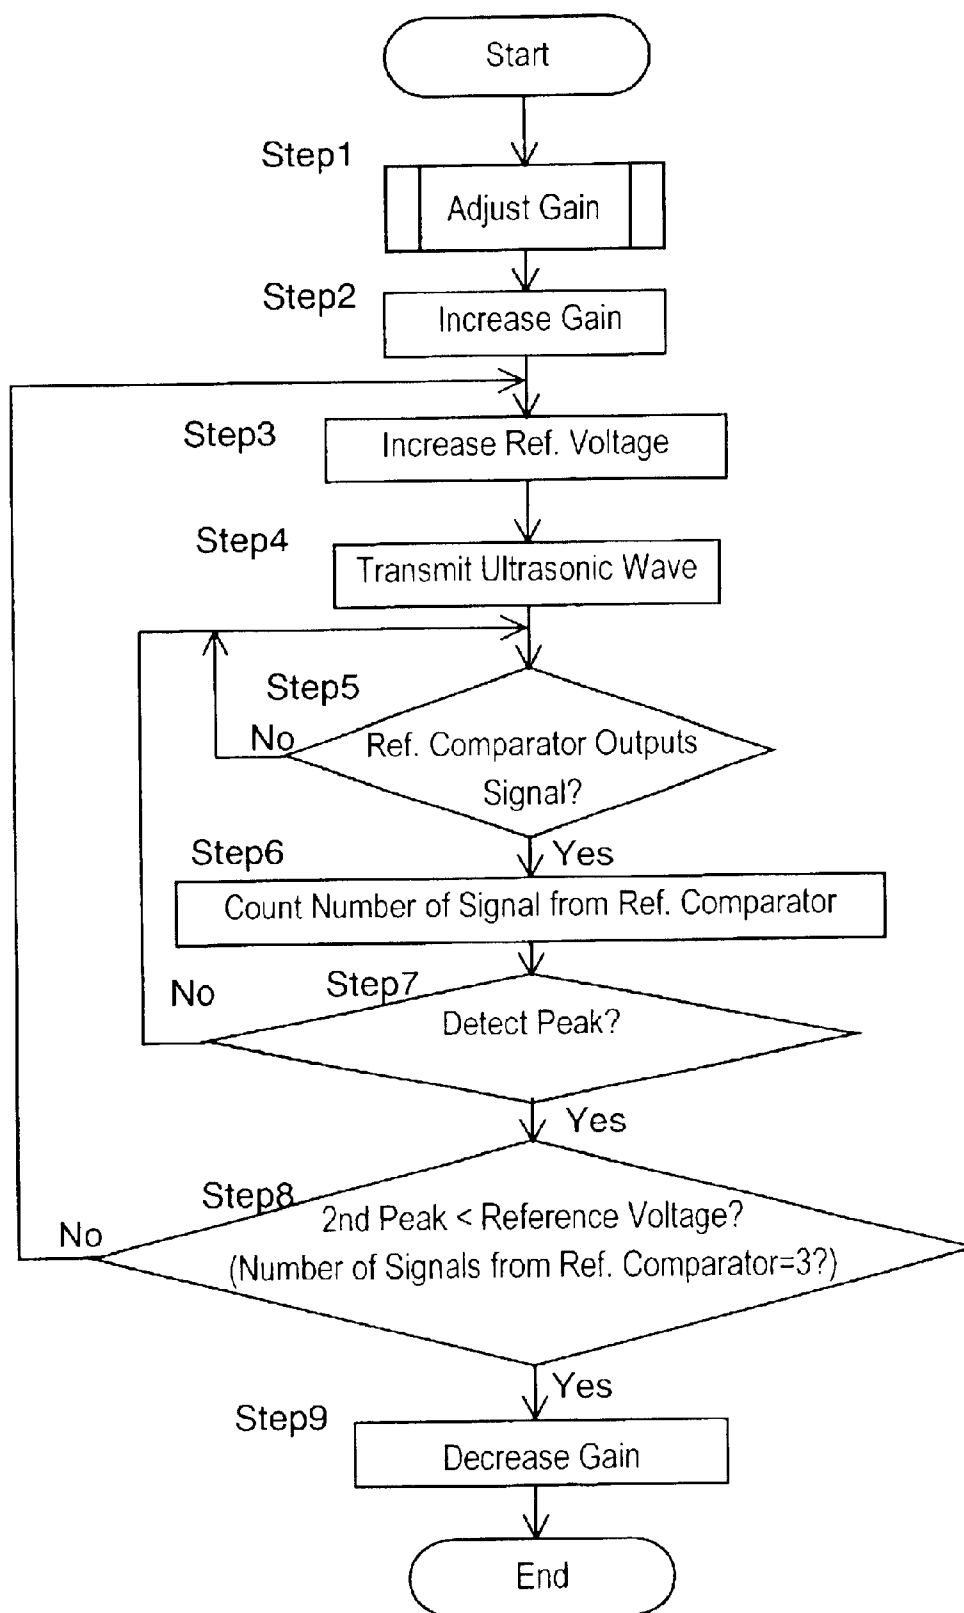 Start
Step1
Adjust Gain
Step2
Increase Gain
Step3
Increase Ref. Voltage
Step4
Transmit Ultrasonic Wave
Step5
No
Ref. Comparator Outputs
Signal?
Yes
Step6
Count Number of Signal from Ref. Comparator
No
Step7
Detect Peak?
Yes
Step8
No
2nd Peak < Reference Voltage?
(Number of Signals from Ref. Comparator=3?)
Yes
Step9
Decrease Gain
End